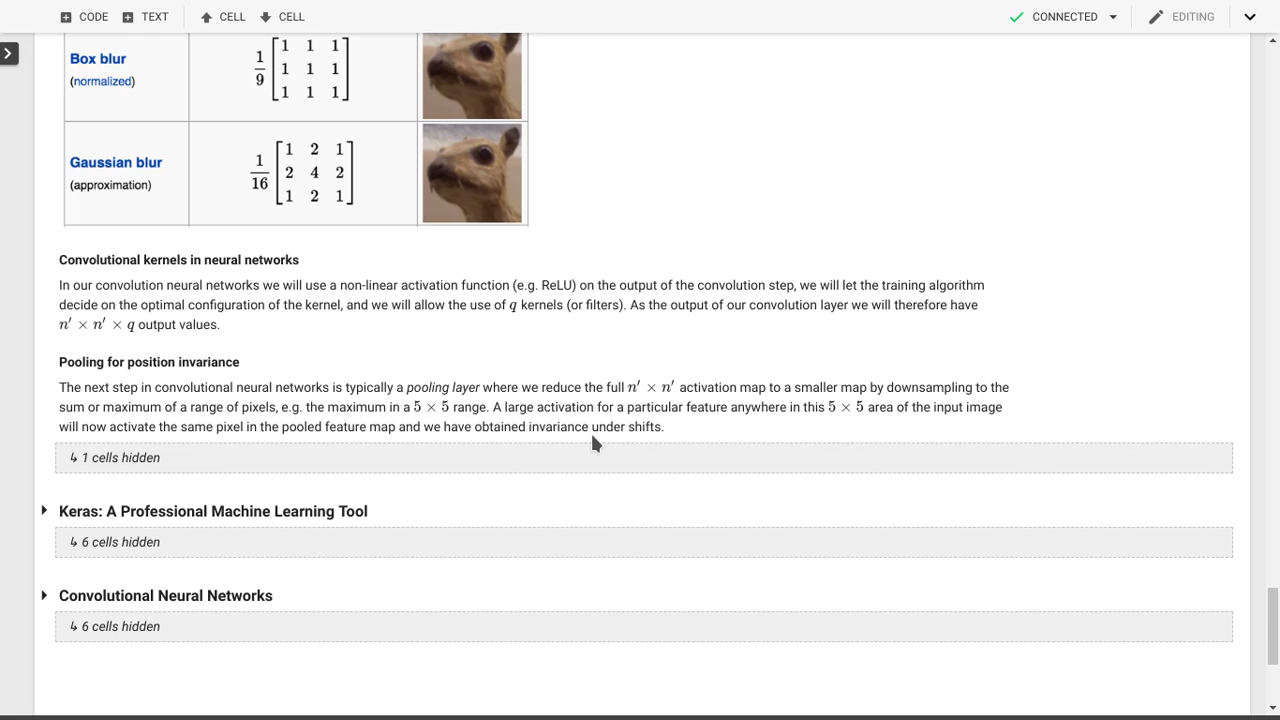 CODE TEXT CELL CELL CONNECTED EDITING
Box blur
(normalized)
1
9
1 1 1
1 1 1
1 1 1
Gaussian blur
(approximation)
1
16
1 2 1
2 4 2
1 2 1
Convolutional kernels in neural networks
In our convolution neural networks we will use a non-linear activation function (e.g. ReLU) on the output of the convolution step, we will let the training algorithm
decide on the optimal configuration of the kernel, and we will allow the use of q kernels (or filters). As the output of our convolution layer we will therefore have
n′ × n′ × q output values.
Pooling for position invariance
The next step in convolutional neural networks is typically a pooling layer where we reduce the full n′ × n′ activation map to a smaller map by downsampling to the
sum or maximum of a range of pixels, e.g. the maximum in a 5 × 5 range. A large activation for a particular feature anywhere in this 5 × 5 area of the input image
will now activate the same pixel in the pooled feature map and we have obtained invariance under shifts.
↳ 1 cells hidden
Keras: A Professional Machine Learning Tool
↳ 6 cells hidden
Convolutional Neural Networks
↳ 6 cells hidden